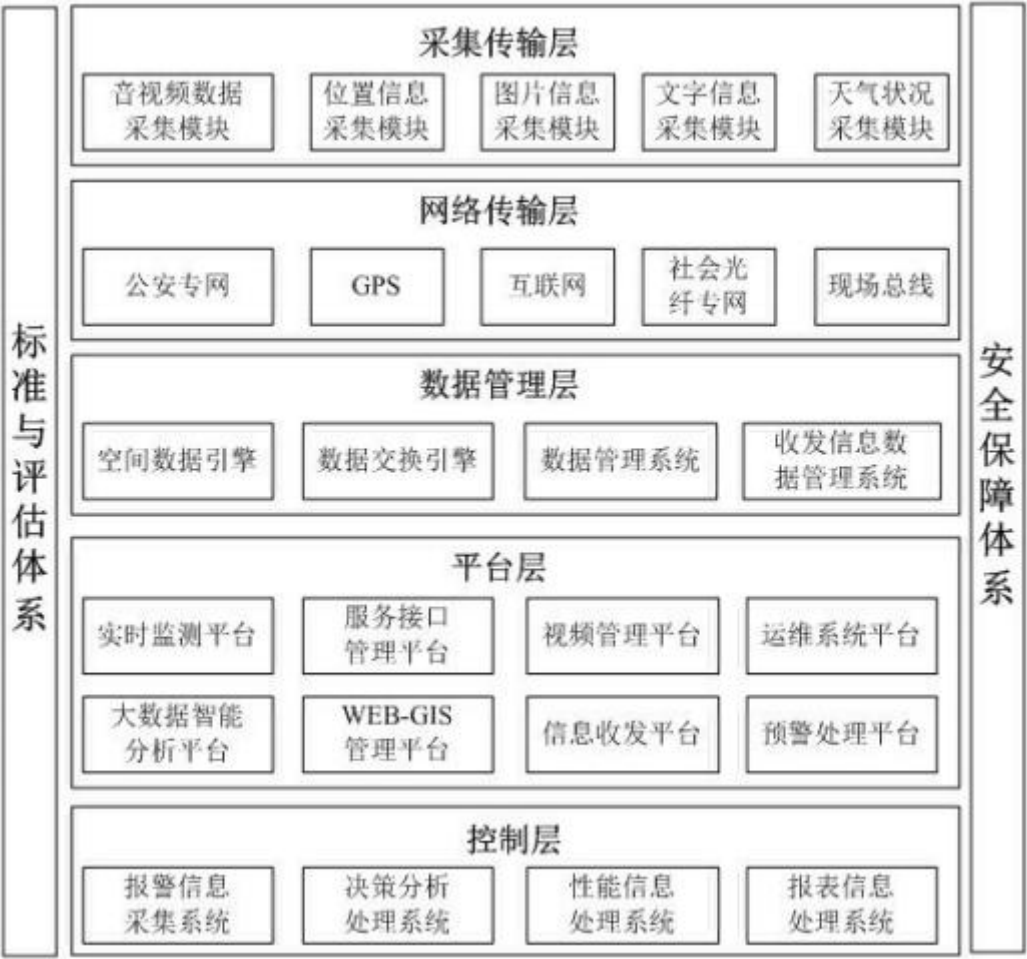 标准与评估体系
采集传输层
音视频数据
采集模块
位置信息
采集模块
图片信息
采集模块
文字信息
采集模块
天气状况
采集模块
网络传输层
公安专网
GPS
互联网
社会光
纤专网
现场总线
数据管理层
空间数据引擎
数据交换引擎
数据管理系统
收发信息数
据管理系统
平台层
实时监测平台
服务接口
管理平台
视频管理平台
运维系统平台
大数据智能
分析平台
WEB-GIS
管理平台
信息收发平台
预警处理平台
控制层
报警信息
采集系统
决策分析
处理系统
性能信息
处理系统
报表信息
处理系统
安全保障体系